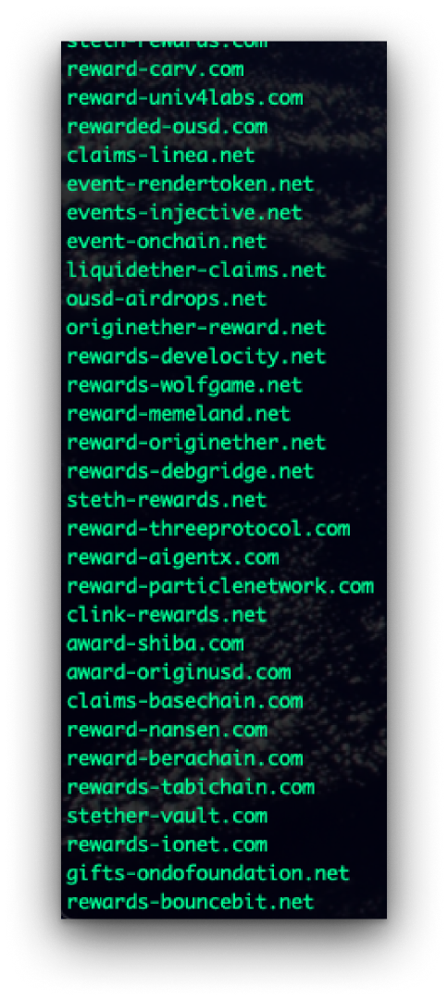 steth-rewards.com
reward-carv.com
reward-univ4labs.com
rewarded-ousd.com
claims-linea.net
event-rendertoken.net
events-injective.net
event-onchain.net
liquidether-claims.net
ousd-airdrops.net
originether-reward.net
rewards-develocity.net
rewards-wolfgame.net
reward-memeland.net
reward-originether.net
rewards-debgridge.net
steth-rewards.net
reward-threeprotocol.com
reward-aigentx.com
reward-particlenetwork.com
clink-rewards.net
award-shiba.com
award-originusd.com
claims-basechain.com
reward-nansen.com
reward-berachain.com
rewards-tabichain.com
stether-vault.com
rewards-ionet.com
gifts-ondofoundation.net
rewards-bouncebit.net